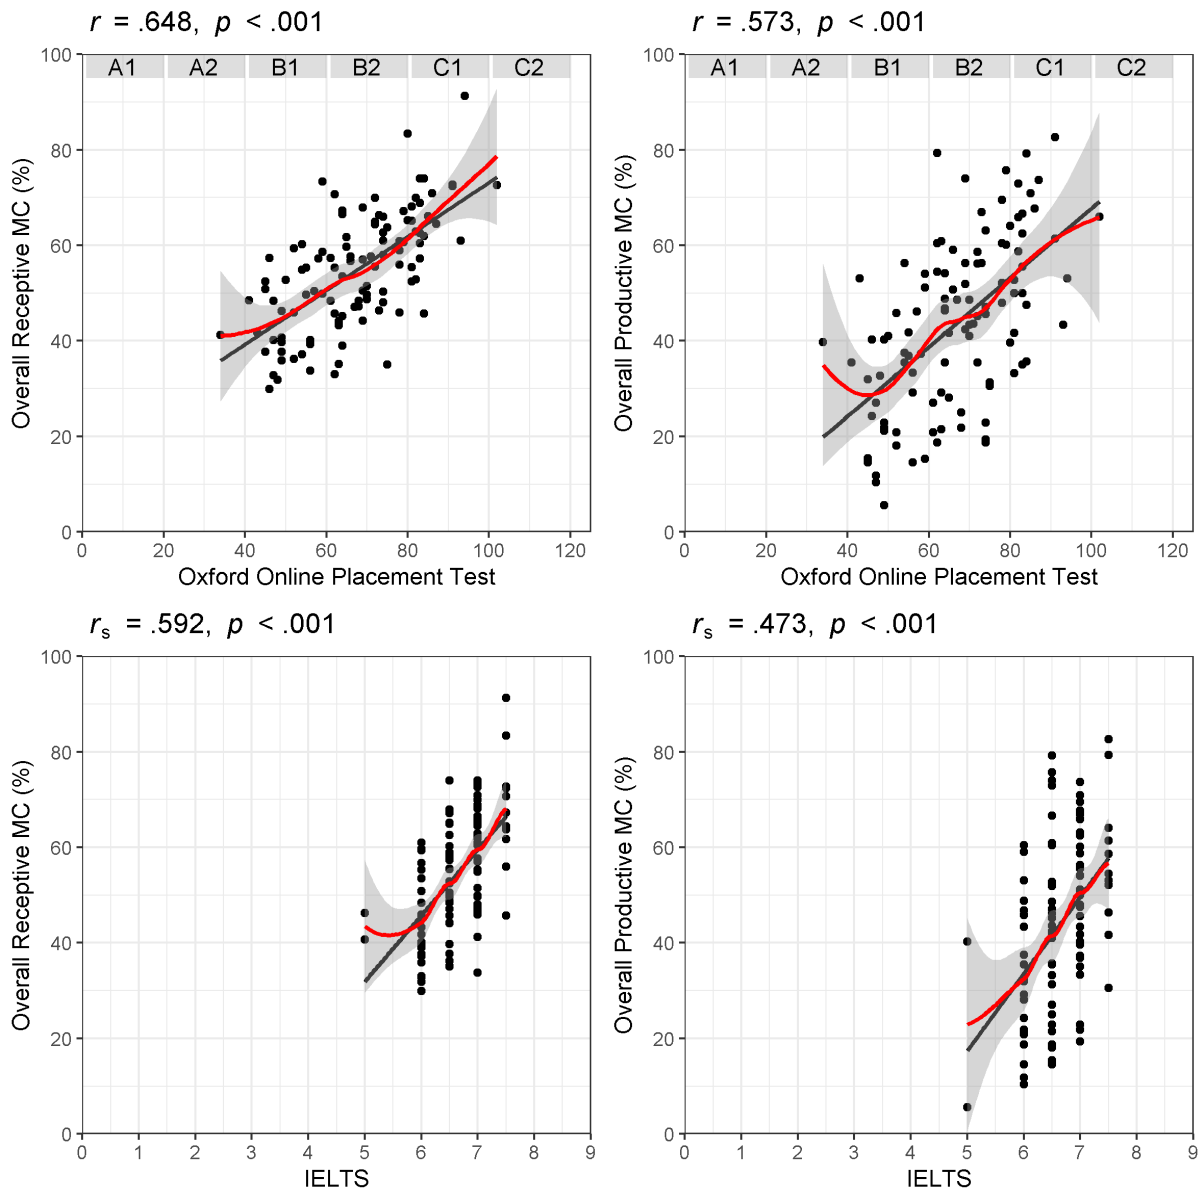 r = .648, p < .001
100
80
60
40
20
0
A1 A2 B1 B2 C1 C2
Overall Receptive MC (%)
0 20 40 60 80 100 120
Oxford Online Placement Test
r = .573, p < .001
100
80
60
40
20
0
A1 A2 B1 B2 C1 C2
Overall Productive MC (%)
0 20 40 60 80 100 120
Oxford Online Placement Test
rs = .592, p < .001
100
80
60
40
20
0
Overall Receptive MC (%)
0 1 2 3 4 5 6 7 8 9
IELTS
rs = .473, p < .001
100
80
60
40
20
0
Overall Productive MC (%)
0 1 2 3 4 5 6 7 8 9
IELTS